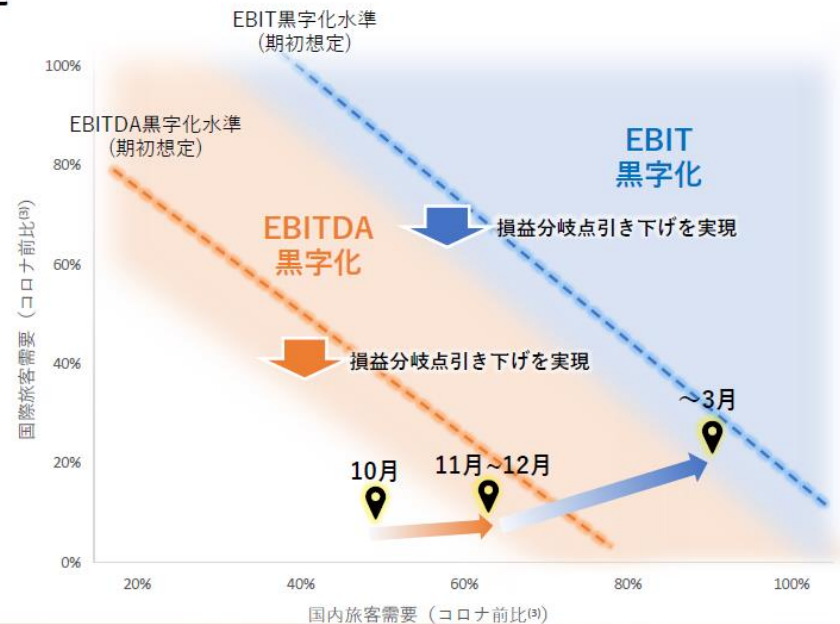 EBIT黒字化水準
(期初想定)
100%
EBITDA黒字化水準
(期初想定)
80%
EBIT
黒字化
EBITDA
黒字化
損益分岐点引き下げを実現
60%
国際旅客需要(コロナ前比(3))
40%
損益分岐点引き下げを実現
~3月
20%
10月
11月~12月
0%
20%
40%
60%
80%
100%
国内旅客需要(コロナ前比(3))